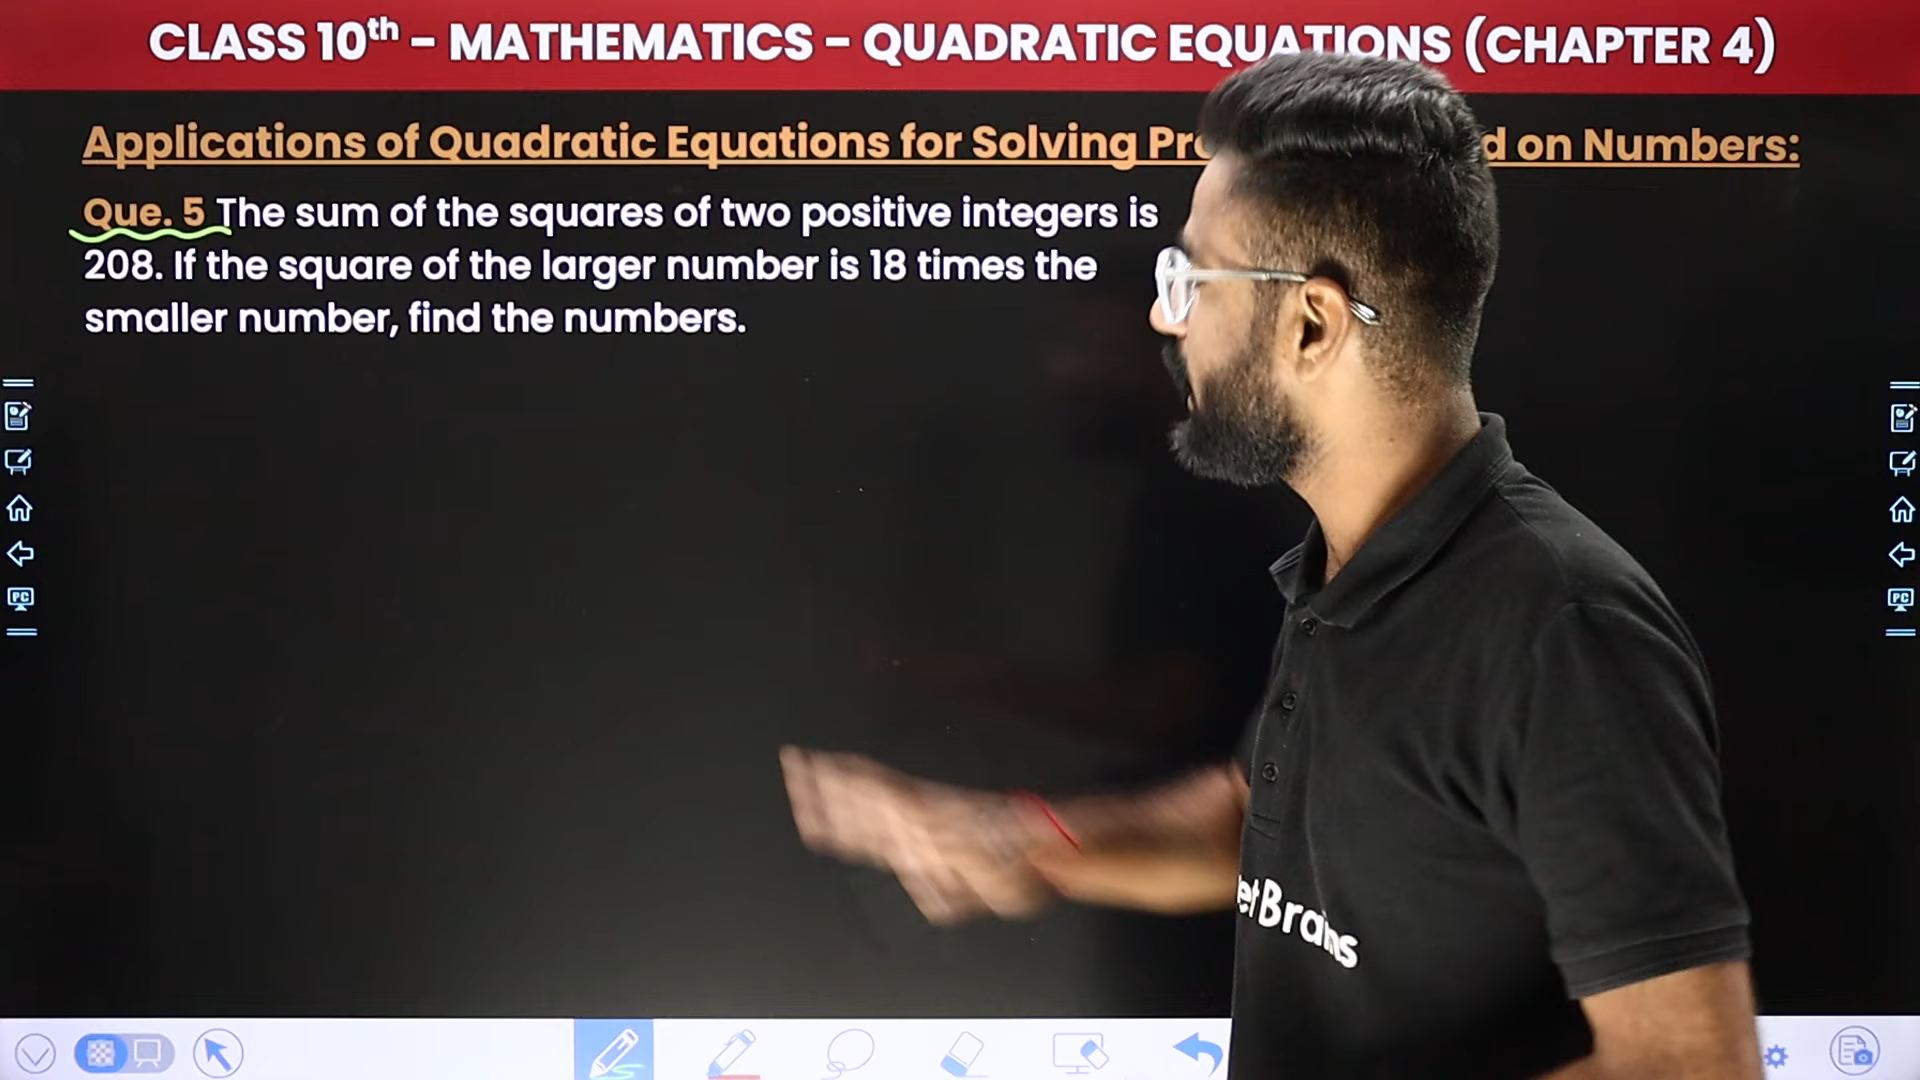 CLASS 10th - MATHEMATICS - QUADRATIC EQUATIONS (CHAPTER 4)
Applications of Quadratic Equations for Solving on Numbers:
Que. 5 The sum of the squares of two positive integers is
208. If the square of the larger number is 18 times the
smaller number, find the numbers.
PC
PC